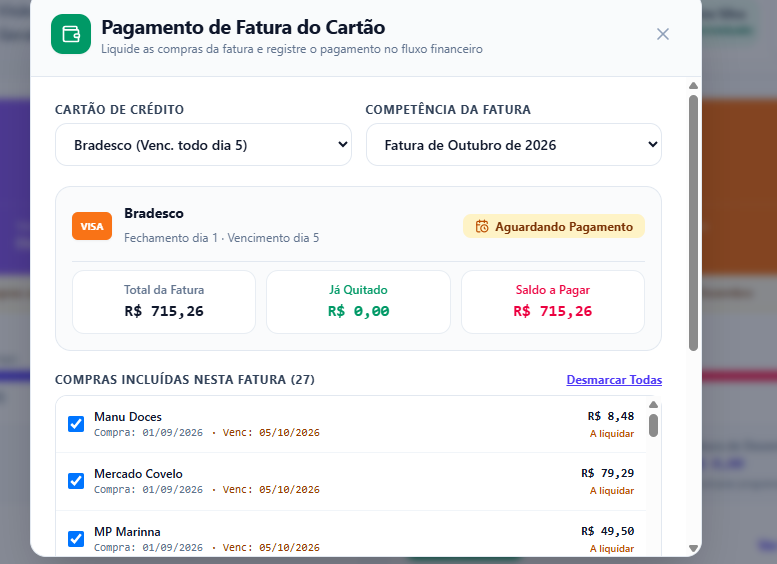 Pagamento de Fatura do Cartão
Liquide as compras da fatura e registre o pagamento no fluxo financeiro
CARTÃO DE CRÉDITO
COMPETÊNCIA DA FATURA
Bradesco (Venc. todo dia 5)
Fatura de Outubro de 2026
VISA
Bradesco
Fechamento dia 1 · Vencimento dia 5
Aguardando Pagamento
Total da Fatura
R$ 715,26
Já Quitado
R$ 0,00
Saldo a Pagar
R$ 715,26
COMPRAS INCLUÍDAS NESTA FATURA (27)
Desmarcar Todas
Manu Doces
R$ 8,48
Compra: 01/09/2026 · Venc: 05/10/2026
A liquidar
Mercado Covelo
R$ 79,29
Compra: 01/09/2026 · Venc: 05/10/2026
A liquidar
MP Marinna
R$ 49,50
Compra: 01/09/2026 · Venc: 05/10/2026
A liquidar